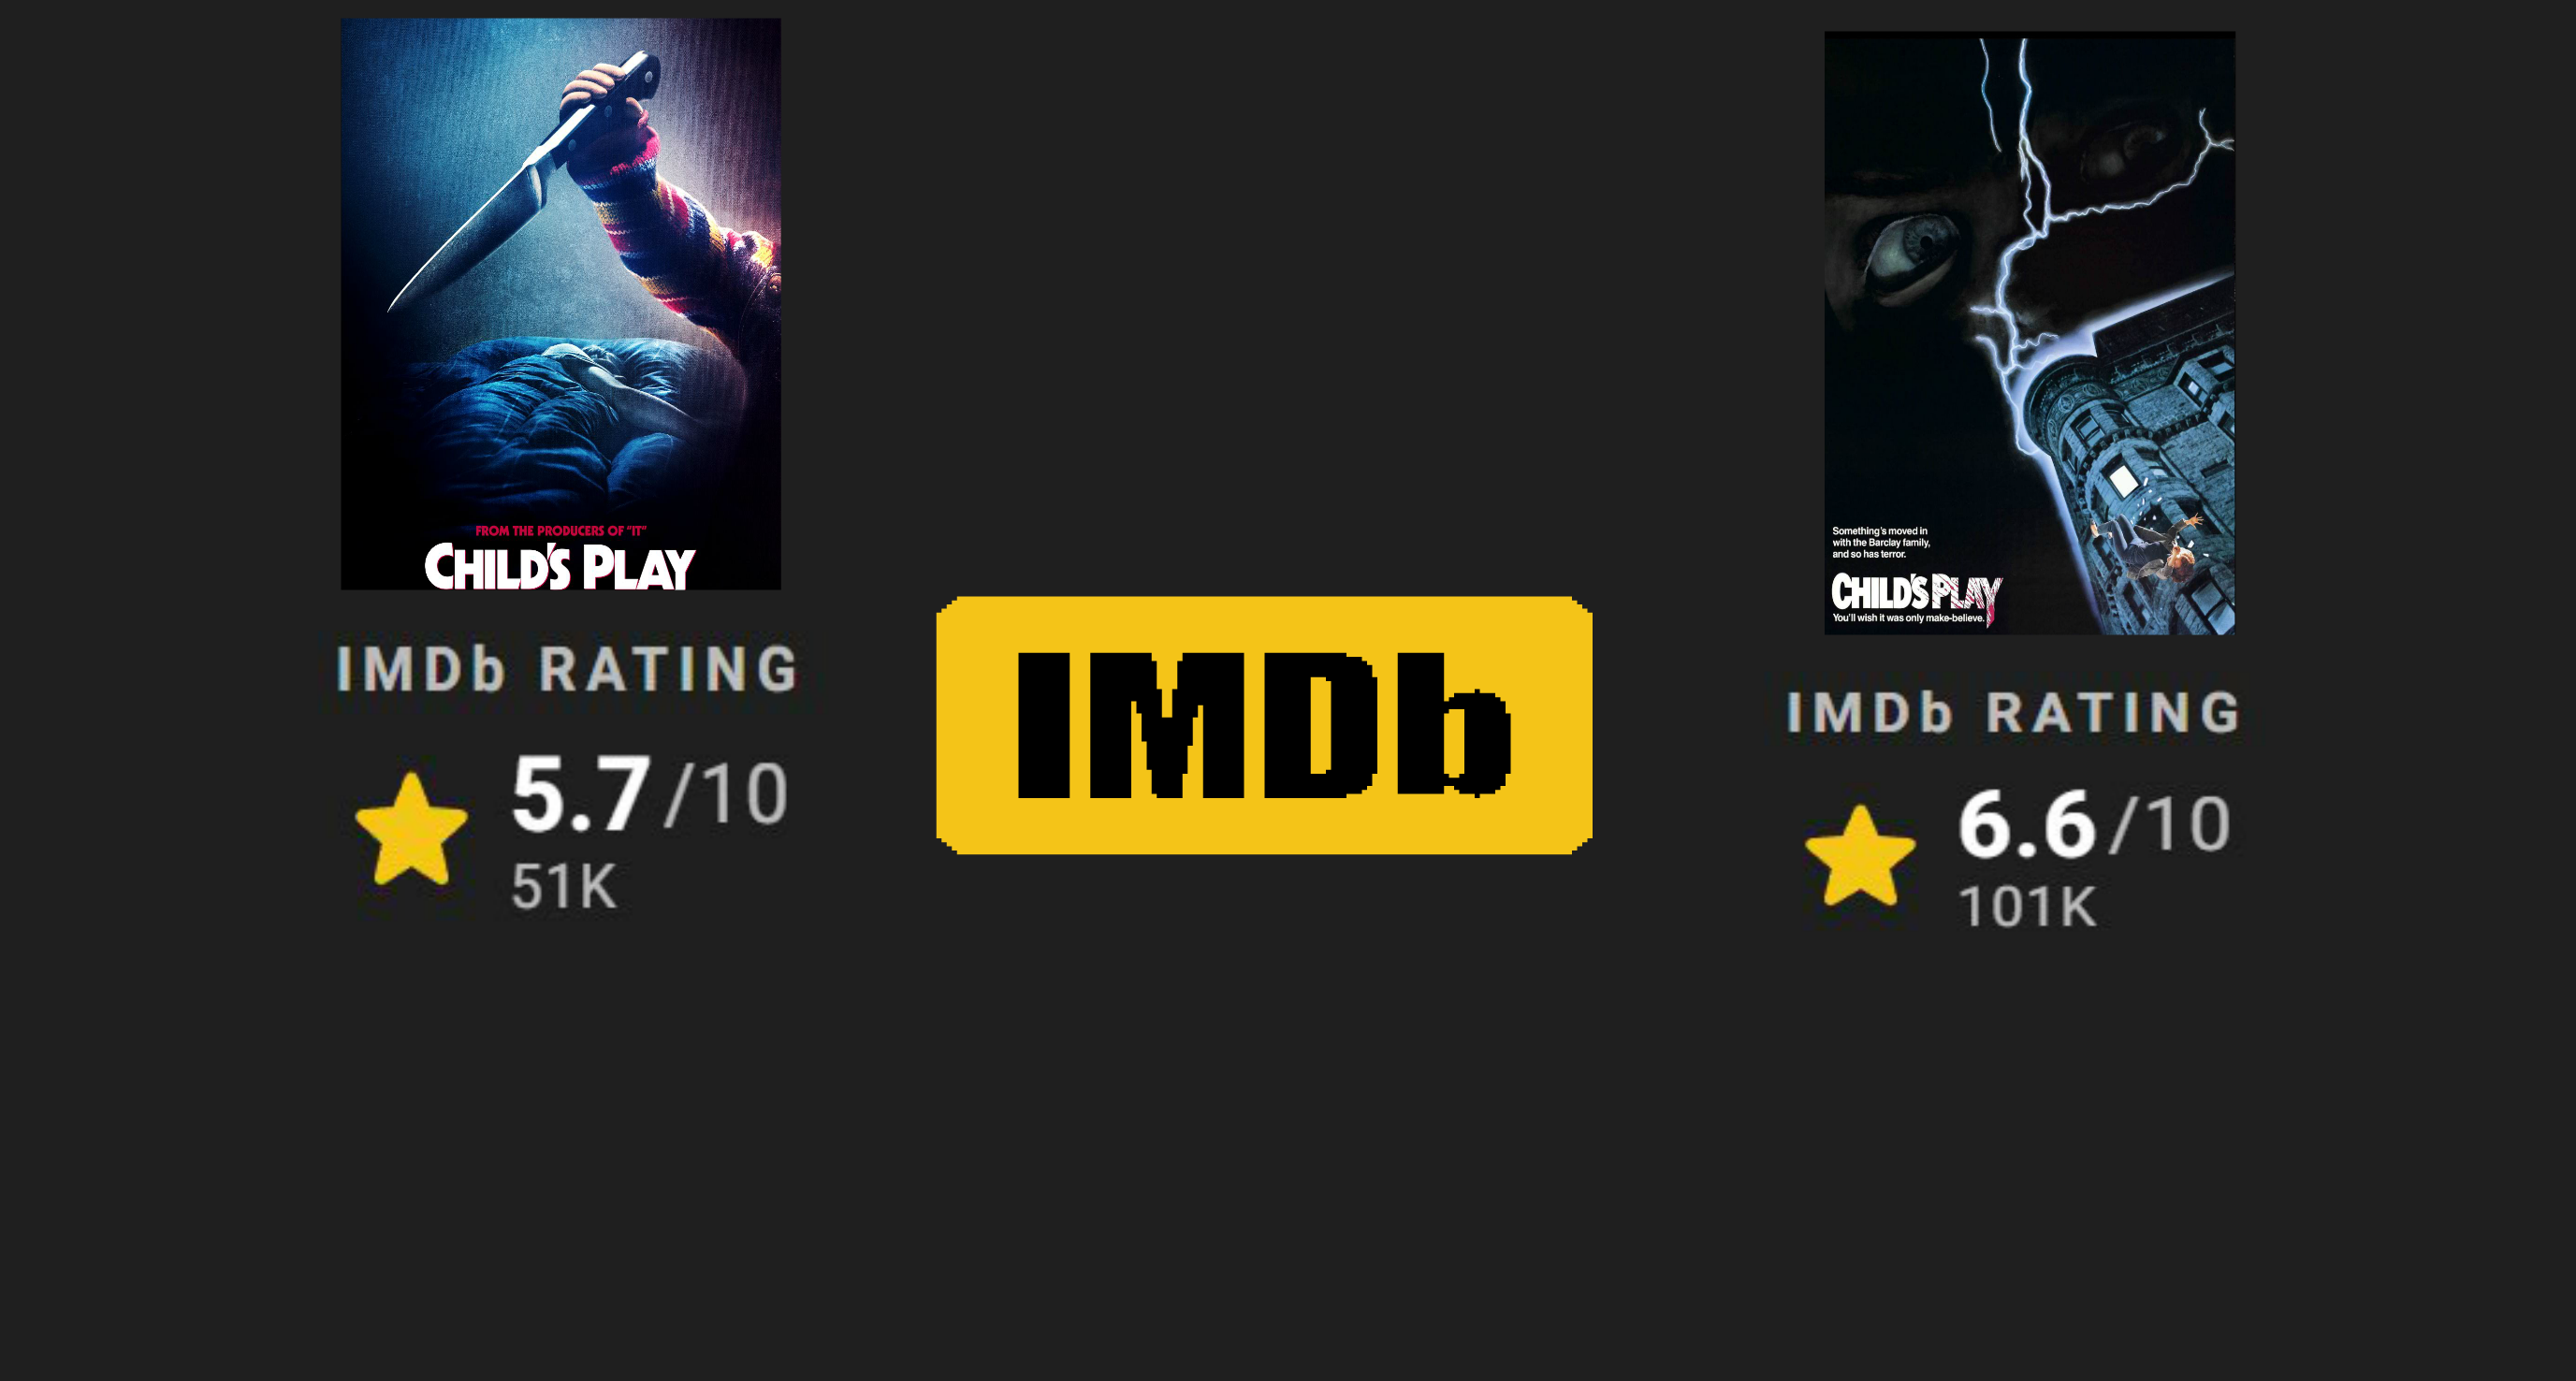 FROM THE PRODUCERS OF "IT"
CHILD'S PLAY
IMDb RATING
5.7/10
51K
IMDb
Something's moved in
with the Barclay family,
and so has terror.
CHILD'S PLAY
You'll wish it was only make-believe.
IMDb RATING
6.6/10
101K